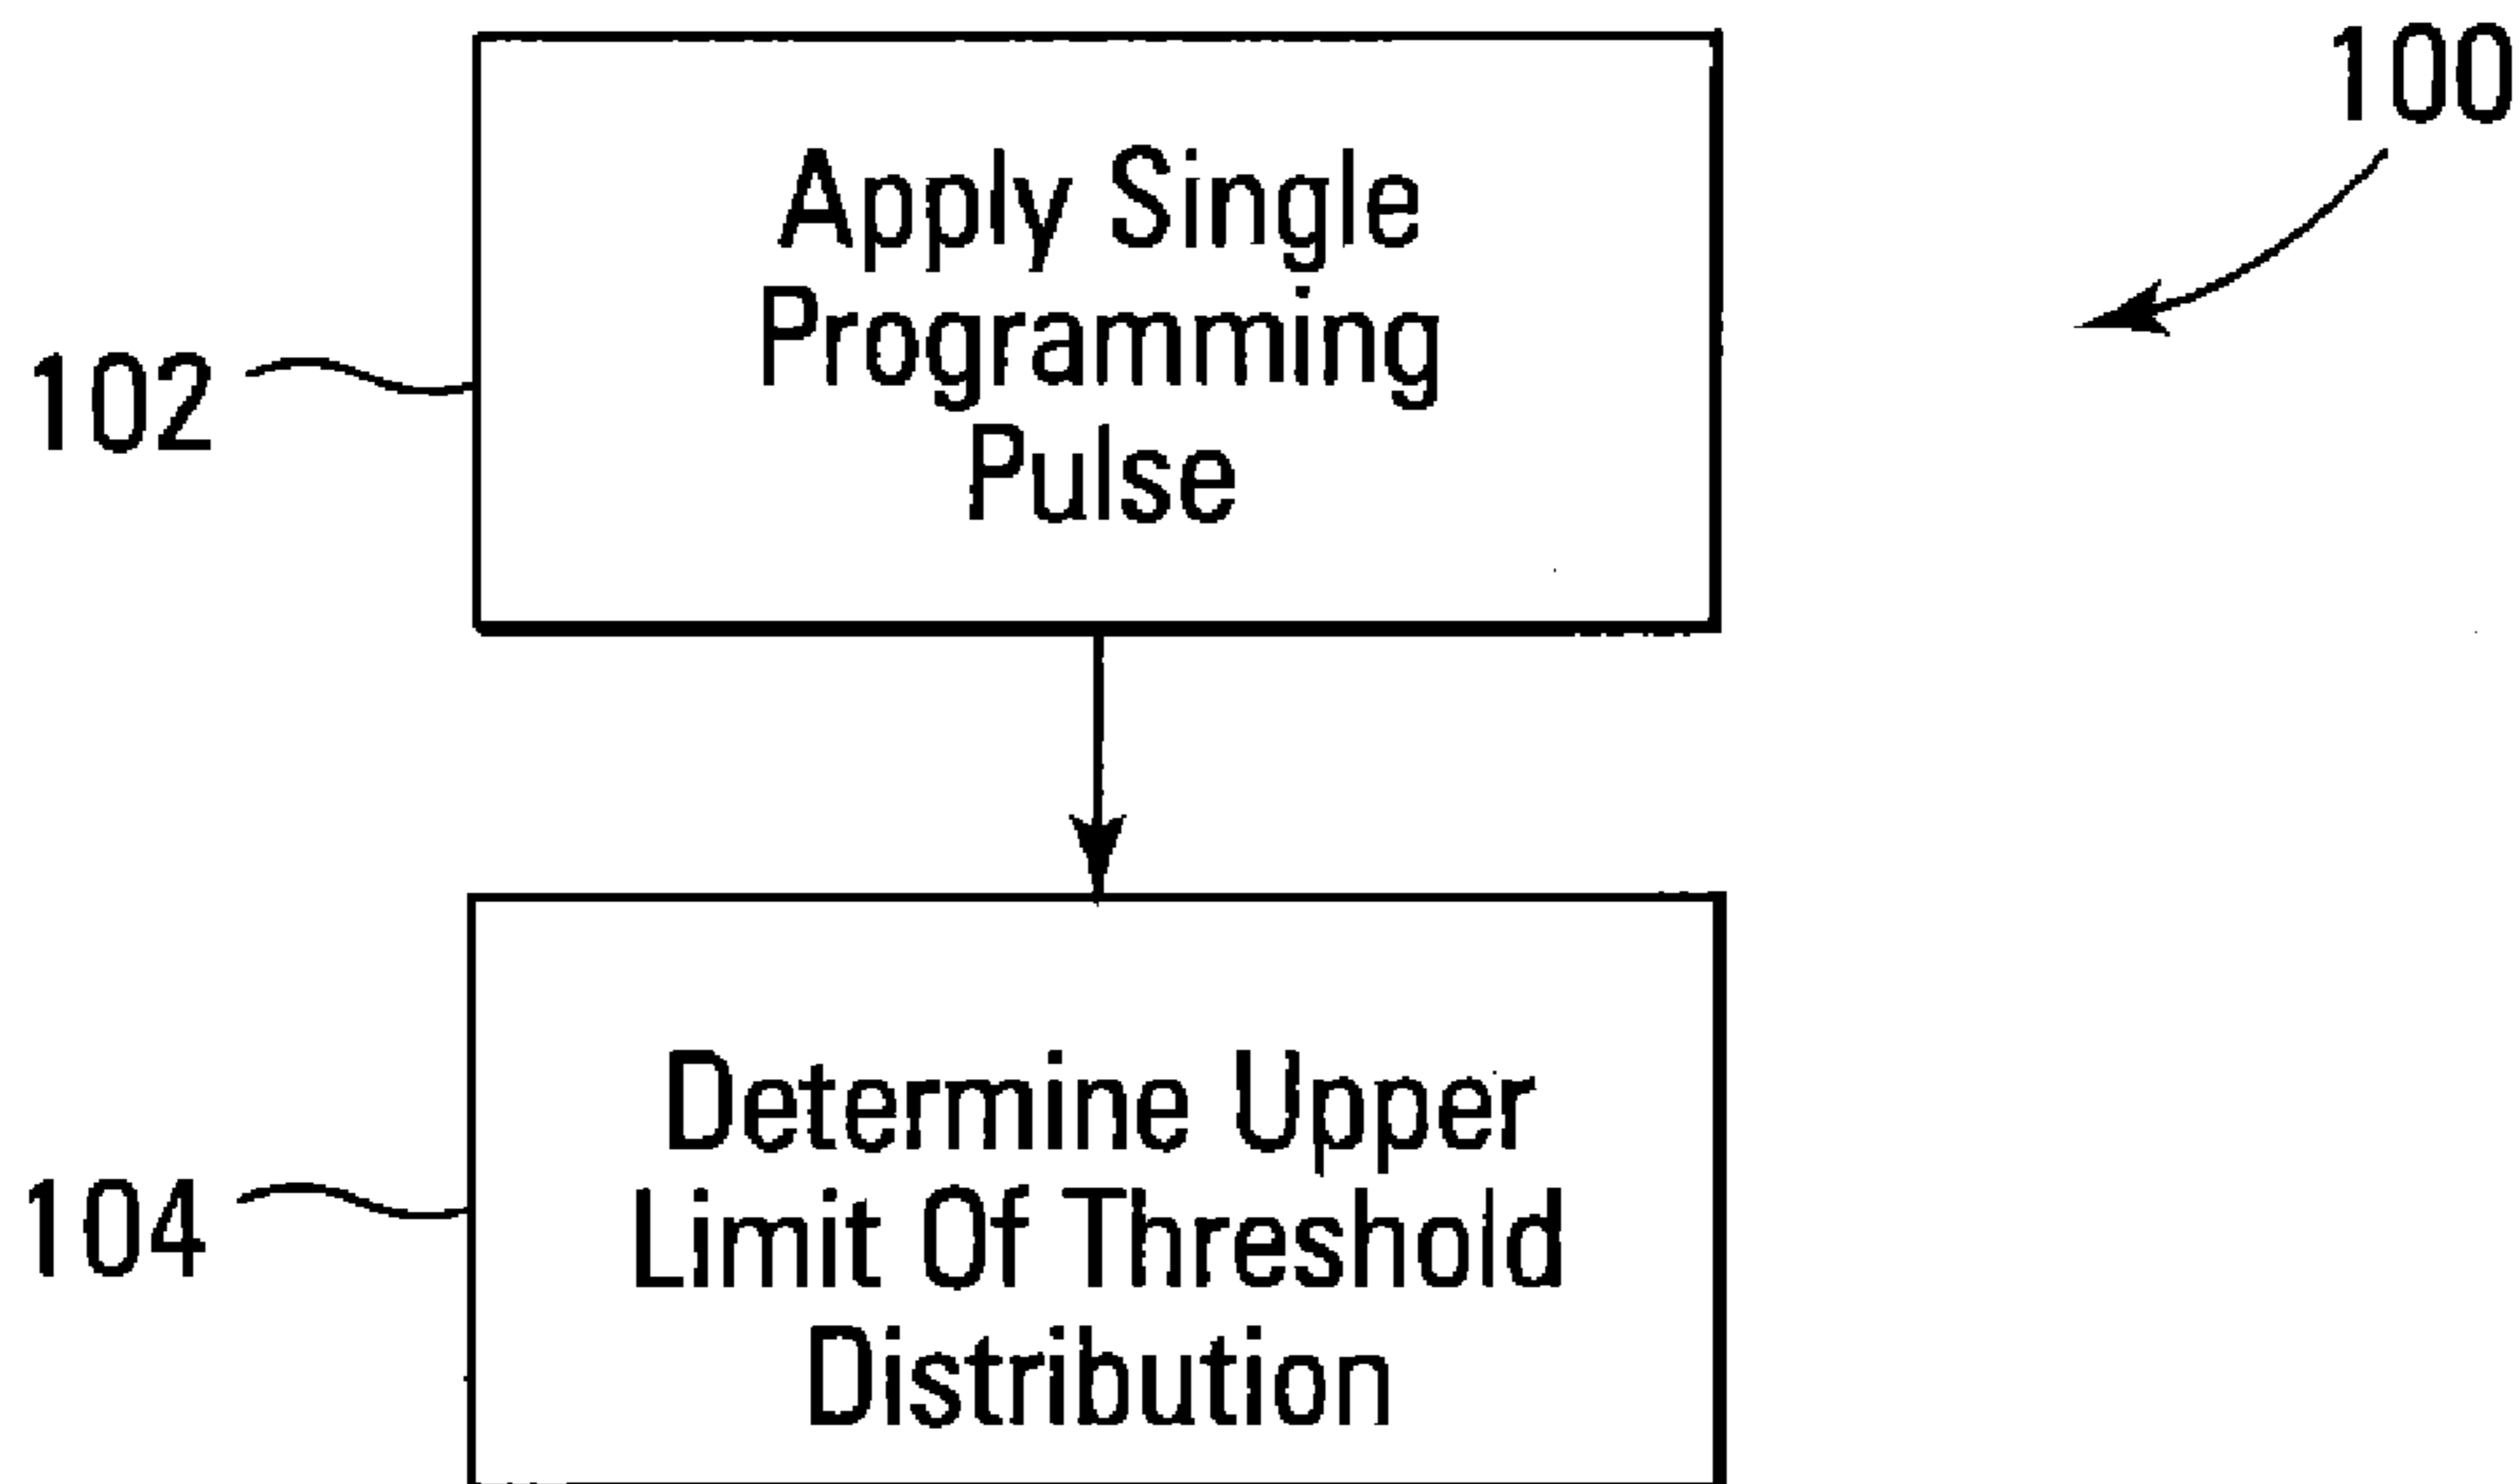 100
Apply Single
Programming
Pulse
102
Determine Upper
Limit Of Threshold
Distribution
104